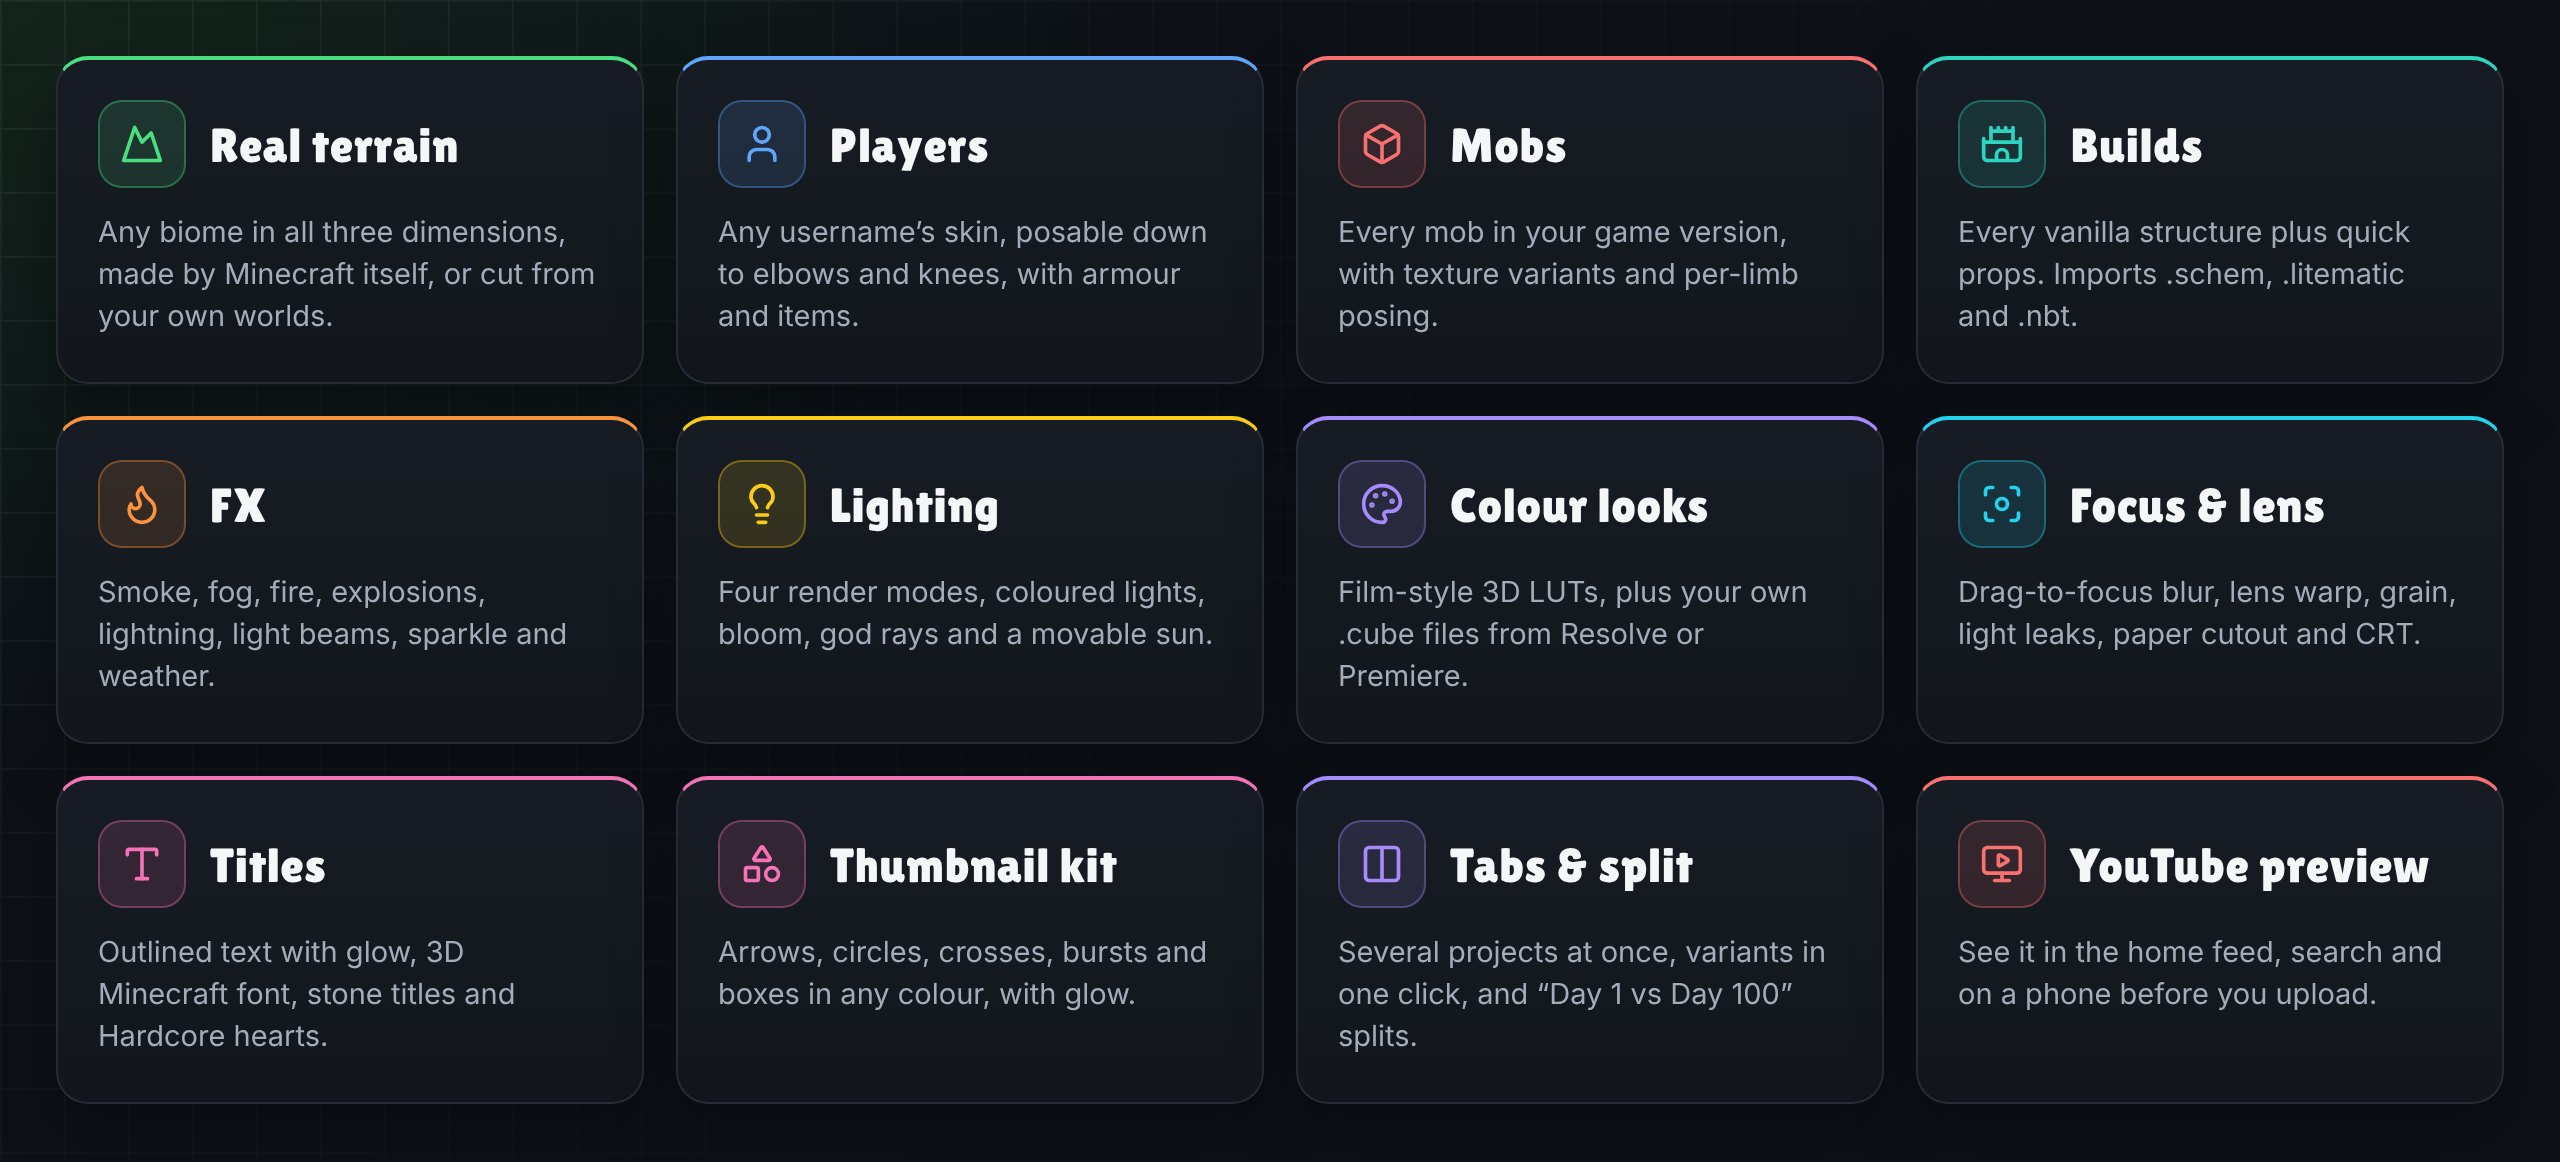 Real terrain
Any biome in all three dimensions,
made by Minecraft itself, or cut from
your own worlds.
Players
Any username’s skin, posable down
to elbows and knees, with armour
and items.
Mobs
Every mob in your game version,
with texture variants and per-limb
posing.
Builds
Every vanilla structure plus quick
props. Imports .schem, .litematic
and .nbt.
FX
Smoke, fog, fire, explosions,
lightning, light beams, sparkle and
weather.
Lighting
Four render modes, coloured lights,
bloom, god rays and a movable sun.
Colour looks
Film-style 3D LUTs, plus your own
.cube files from Resolve or
Premiere.
Focus & lens
Drag-to-focus blur, lens warp, grain,
light leaks, paper cutout and CRT.
Titles
Outlined text with glow, 3D
Minecraft font, stone titles and
Hardcore hearts.
Thumbnail kit
Arrows, circles, crosses, bursts and
boxes in any colour, with glow.
Tabs & split
Several projects at once, variants in
one click, and “Day 1 vs Day 100”
splits.
YouTube preview
See it in the home feed, search and
on a phone before you upload.